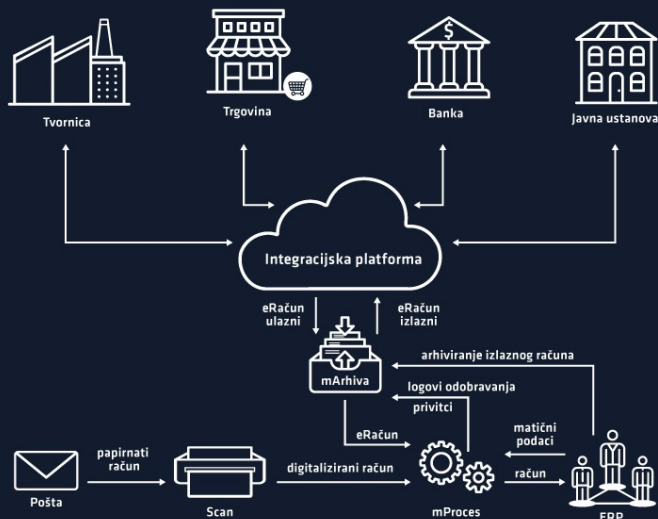 Tvornica
Trgovina
$
Banka
Javna ustanova
Integracijska platforma
eRačun
ulazni
eRačun
izlazni
mArhiva
arhiviranje izlaznog računa
logovi odobravanja
privitci
eRačun
matični
podaci
papirnati
račun
digitalizirani račun
račun
Pošta
Scan
mProces
ERP